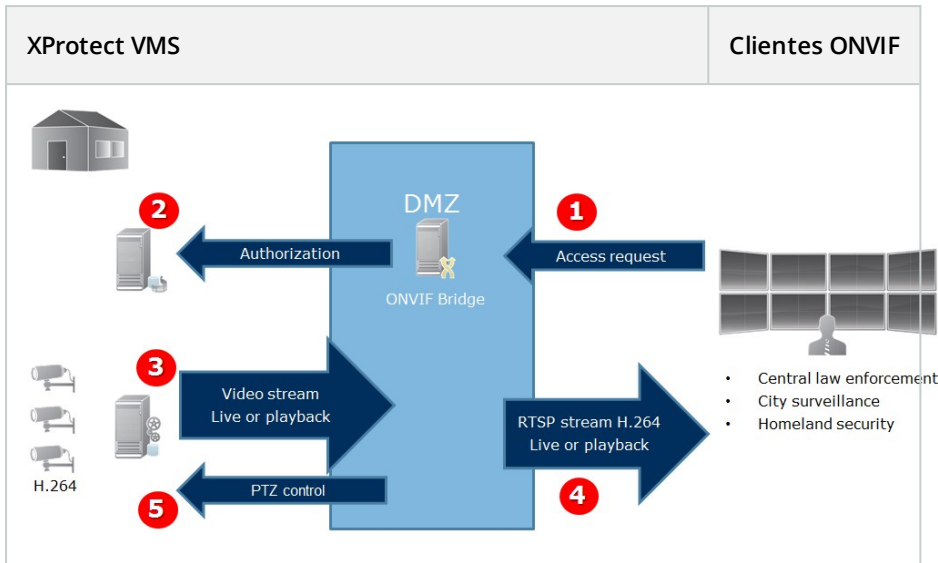 XProtect VMS
Clientes ONVIF
DMZ
ONVIF Bridge
1
Access request
2
Authorization
3
Video stream
Live or playback
RTSP stream H.264
Live or playback
4
PTZ control
5
H.264
• Central law enforcement
• City surveillance
• Homeland security